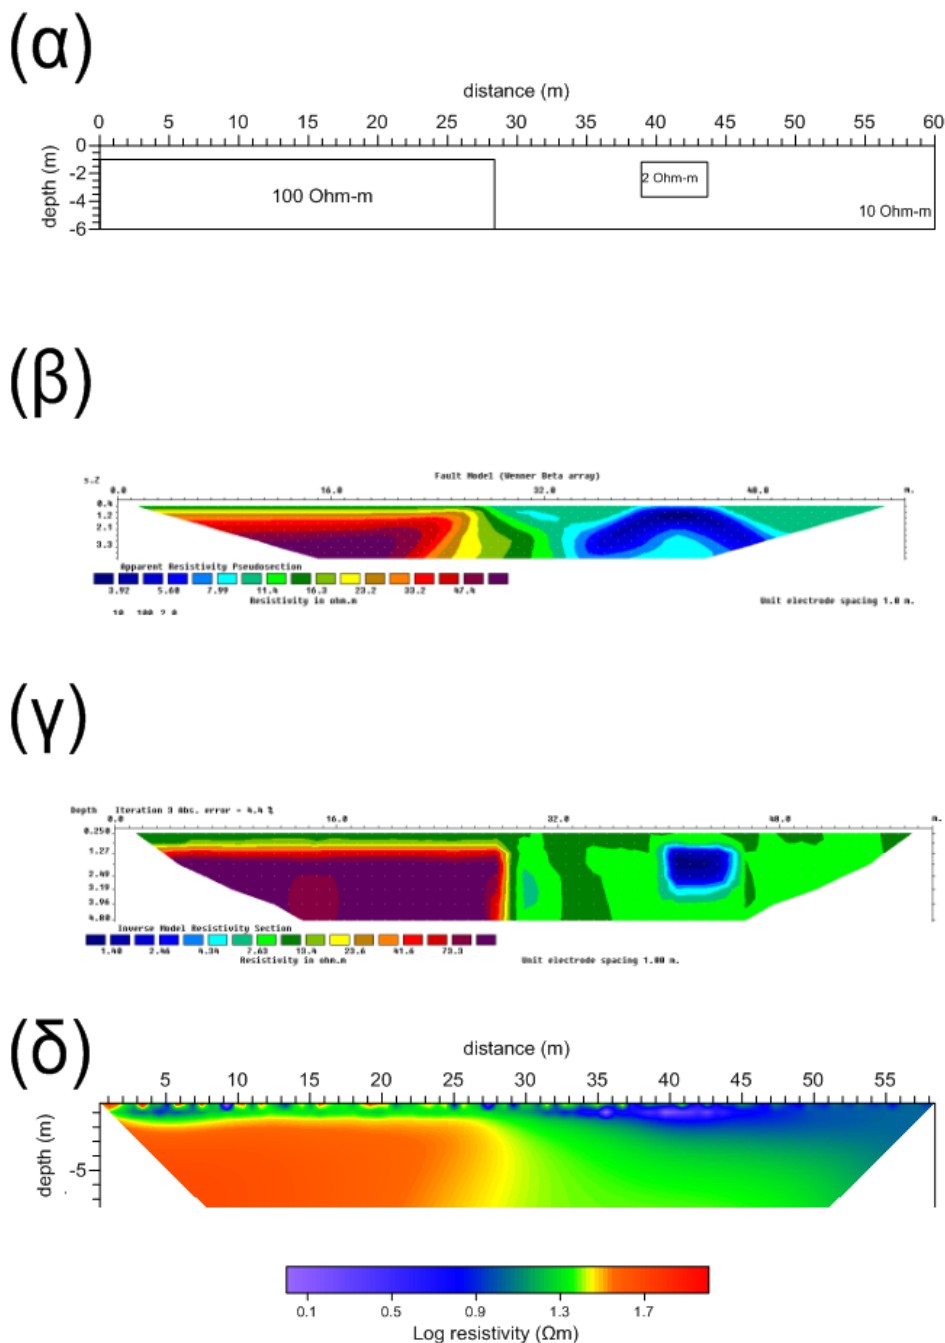 (α)
distance (m)
0 5 10 15 20 25 30 35 40 45 50 55 60
depth (m)
0
-2
-4
-6
100 Ohm-m
2 Ohm-m
10 Ohm-m
(β)
Fault Model (Wenner Beta array)
0.0 16.0 32.0 48.0 m.
0.4
1.2
2.1
3.3
Apparent Resistivity Pseudosection
3.92 5.60 7.99 11.4 16.3 23.2 33.2 47.4
Resistivity in ohm.m
Unit electrode spacing 1.0 m.
(γ)
Depth Iteration 3 Abs. error = 4.4 %
0.0 16.0 32.0 48.0 m.
0.250
1.27
2.40
3.19
3.96
4.80
Inverse Model Resistivity Section
1.40 2.46 4.34 7.63 13.4 23.6 41.6 73.3
Resistivity in ohm.m
Unit electrode spacing 1.00 m.
(δ)
distance (m)
5 10 15 20 25 30 35 40 45 50 55
depth (m)
-5
0.1 0.5 0.9 1.3 1.7
Log resistivity (Ωm)